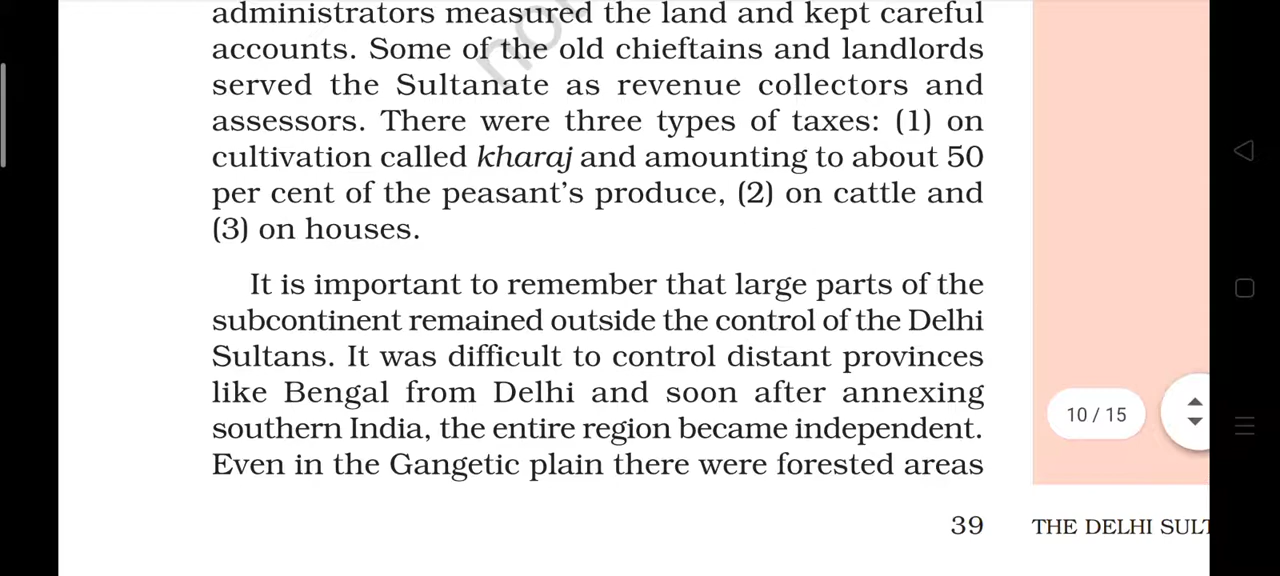 administrators measured the land and kept careful
accounts. Some of the old chieftains and landlords
served the Sultanate as revenue collectors and
assessors. There were three types of taxes: (1) on
cultivation called kharaj and amounting to about 50
per cent of the peasant's produce, (2) on cattle and
(3) on houses.
It is important to remember that large parts of the
subcontinent remained outside the control of the Delhi
Sultans. It was difficult to control distant provinces
like Bengal from Delhi and soon after annexing
southern India, the entire region became independent.
Even in the Gangetic plain there were forested areas
10 / 15
39 THE DELHI SULT